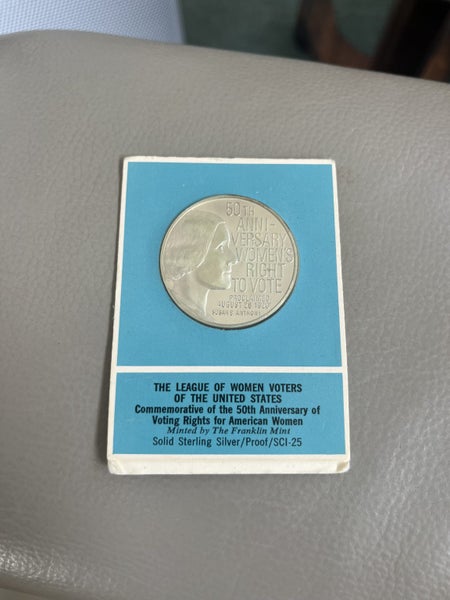 50TH
ANNI-
VERSARY
WOMEN'S
RIGHT
TO VOTE
PROCLAIMED
AUGUST 26, 1920
SUSAN B. ANTHONY
THE LEAGUE OF WOMEN VOTERS
OF THE UNITED STATES
Commemorative of the 50th Anniversary of
Voting Rights for American Women
Minted by The Franklin Mint
Solid Sterling Silver/Proof/SCI-25